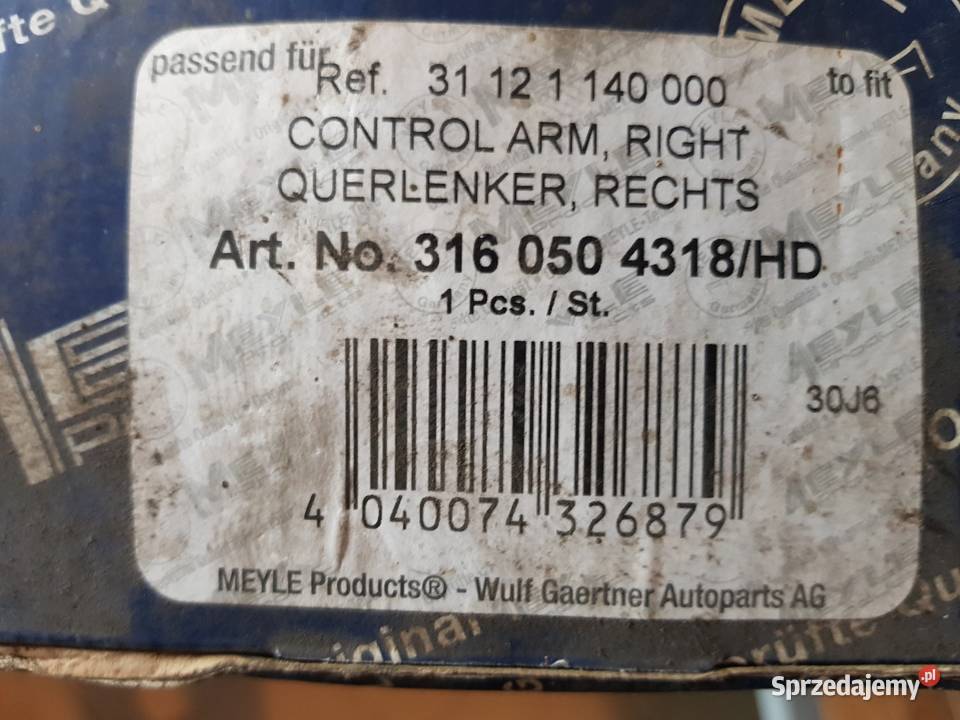 passend für Ref. 31 12 1 140 000 to fit
CONTROL ARM, RIGHT
QUERLENKER, RECHTS
Art. No. 316 050 4318/HD
1 Pcs. / St.
30J6
4 040074 326879
MEYLE Products® - Wulf Gaertner Autoparts AG
Sprzedajemy.pl